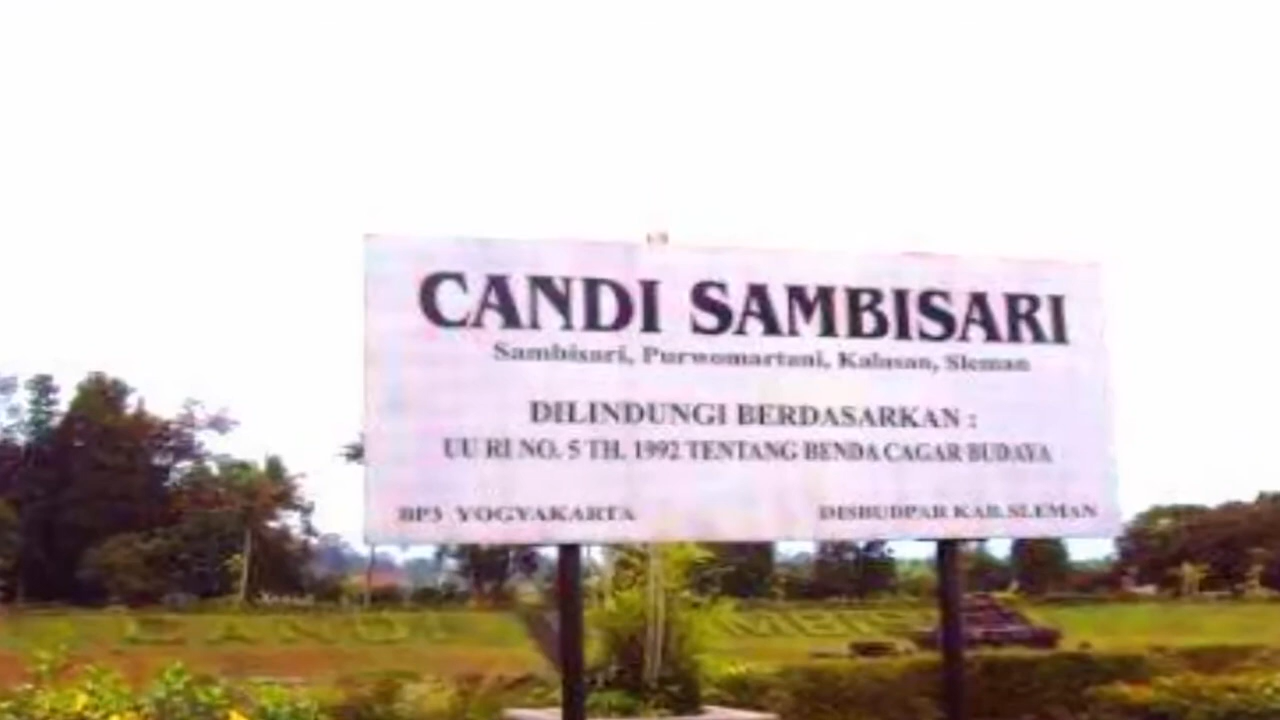 CANDI SAMBISARI
Sambisari, Purwomartani, Kalasan, Sleman
DILINDUNGI BERDASARKAN :
UU RI NO. 5 TH. 1992 TENTANG BENDA CAGAR BUDAYA
BP3 YOGYAKARTA
DISBUDPAR KAB. SLEMAN
CANDI